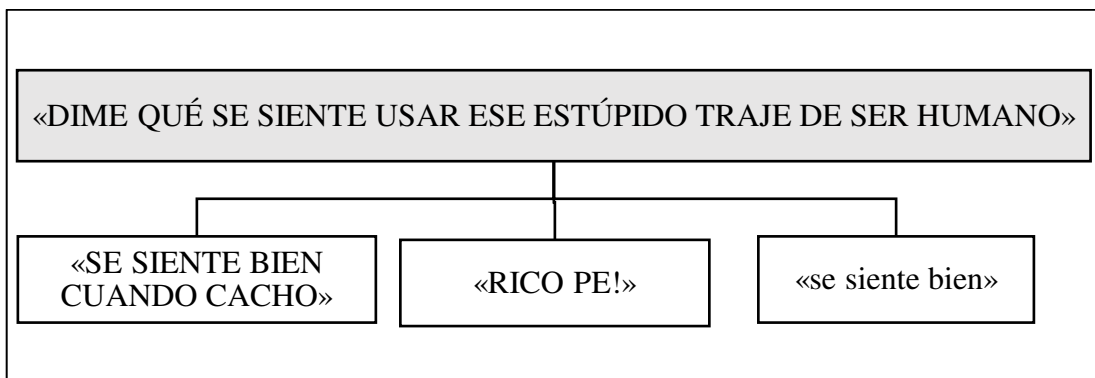 «DIME QUÉ SE SIENTE USAR ESE ESTÚPIDO TRAJE DE SER HUMANO»
«SE SIENTE BIEN
CUANDO CACHO»
«RICO PE!»
«se siente bien»